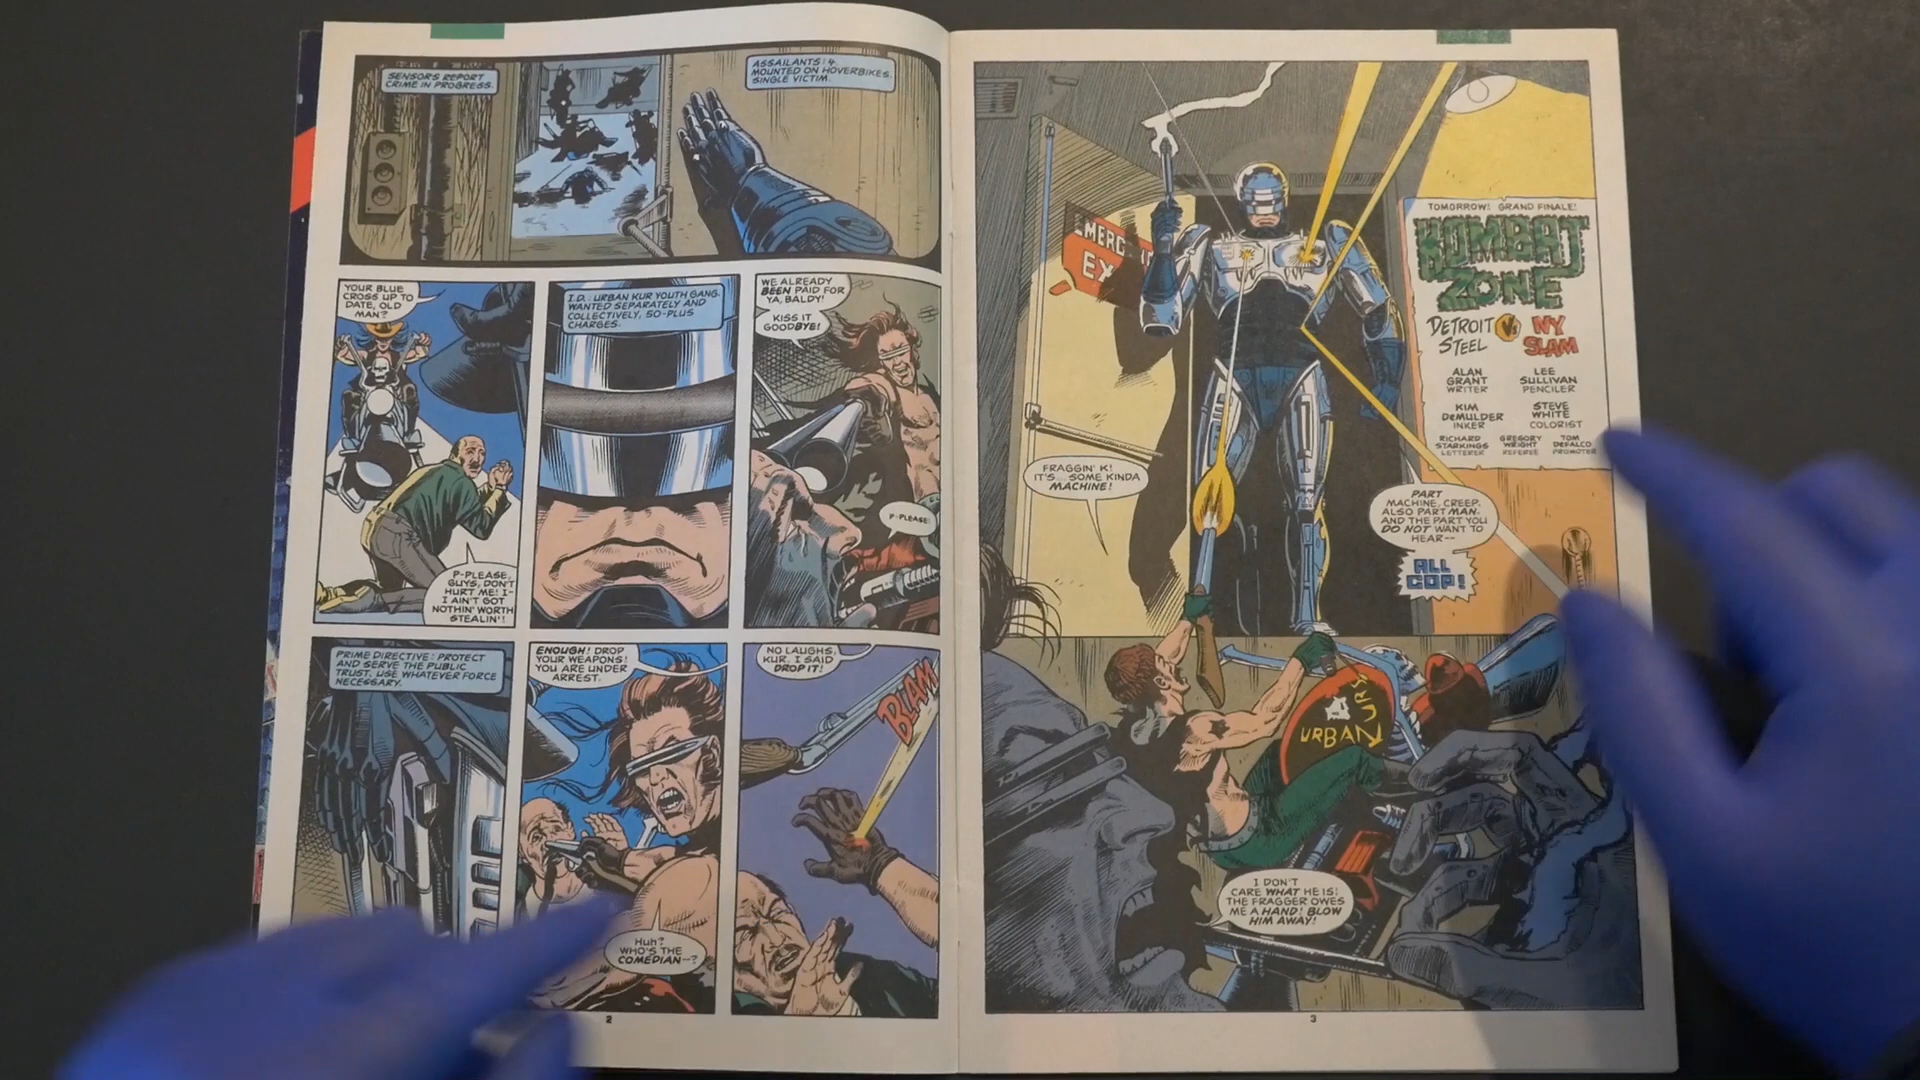 SENSORS REPORT
CRIME IN PROGRESS.
ASSAILANTS: 4.
MOUNTED ON HOVERBIKES.
SINGLE VICTIM.
YOUR BLUE
CROSS UP TO
DATE, OLD
MAN?
P-PLEASE,
GUYS, DON'T
HURT ME! I--
I AIN'T GOT
NOTHIN' WORTH
STEALIN'!
I.D.: URBAN KUR YOUTH GANG.
WANTED SEPARATELY AND
COLLECTIVELY, 50-PLUS
CHARGES.
WE ALREADY
BEEN PAID FOR
YA, BALDY!
KISS IT
GOODBYE!
P-PLEASE!
PRIME DIRECTIVE: PROTECT
AND SERVE THE PUBLIC
TRUST. USE WHATEVER FORCE
NECESSARY.
ENOUGH! DROP
YOUR WEAPONS!
YOU ARE UNDER
ARREST.
Huh?
WHO'S THE
COMEDIAN--?
NO LAUGHS,
KUR. I SAID
DROP IT!
BLAM
2
EMERG
EX
TOMORROW! GRAND FINALE!
KOMBAT
ZONE
DETROIT
STEEL
VS
NY
SLAM
ALAN
GRANT
WRITER
LEE
SULLIVAN
PENCILER
KIM
DeMULDER
INKER
STEVE
WHITE
COLORIST
RICHARD
STARKINGS
LETTERER
GREGORY
WRIGHT
REFEREE
TOM
DeFALCO
PROMOTER
FRAGGIN' K!
IT'S... SOME KINDA
MACHINE!
PART
MACHINE, CREEP.
ALSO PART MAN.
AND THE PART YOU
DO NOT WANT TO
HEAR--
ALL
COP!
URBAN
KURS
I DON'T
CARE WHAT HE IS!
THE FRAGGER OWES
ME A HAND! BLOW
HIM AWAY!
3